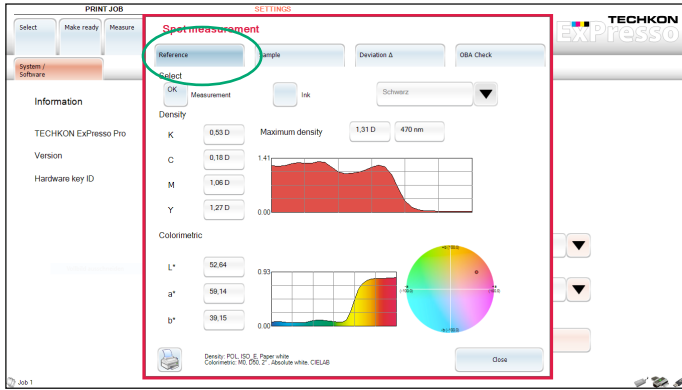 PRINT JOB
SETTINGS
TECHKON
ExPresso
Select
Make ready
Measure
System /
Software
Information
TECHKON ExPresso Pro
Version
Hardware key ID
Job 1
Spot measurement
Reference
Sample
Deviation Δ
OBA Check
Select
OK
Measurement
Ink
Schwarz
Density
K
0,53 D
Maximum density
1,31 D
470 nm
C
0,18 D
1.41
M
1,06 D
Y
1,27 D
0.00
Colorimetric
L*
52,64
0.93
a*
59,14
b*
39,15
0.00
Density: POL, ISO_E, Paper white
Colorimetric: M0, D50, 2°, Absolute white, CIELAB
Close